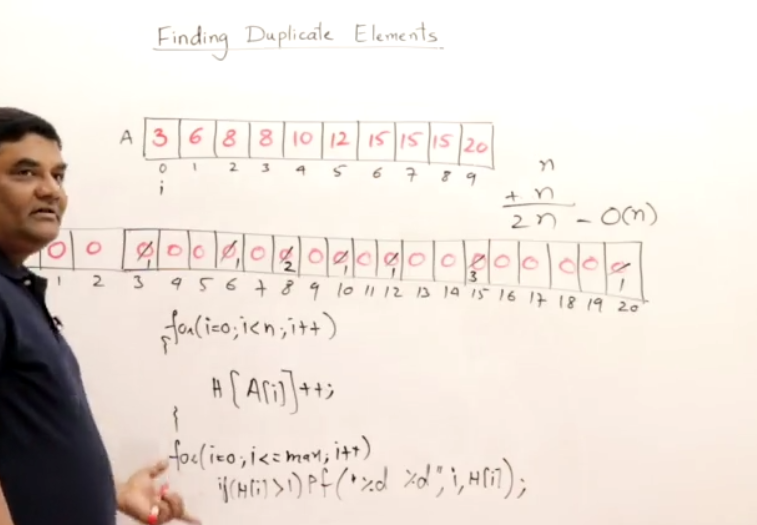 Finding Duplicate Elements
A 3 6 8 8 10 12 15 15 15 20
0 1 2 3 4 5 6 7 8 9
i
n
+ n
2n - O(n)
0 0 0 0 0 0 0 0 0 0 0 0 0 0 0 0 0 0 0 0
1 1 2 1 1 3 1
1 2 3 4 5 6 7 8 9 10 11 12 13 14 15 16 17 18 19 20
for(i=0;i<n;i++)
{
H[A[i]]++;
}
for(i=0;i<=max;i++)
if(H[i]>1)Pf("%d %d",i,H[i]);